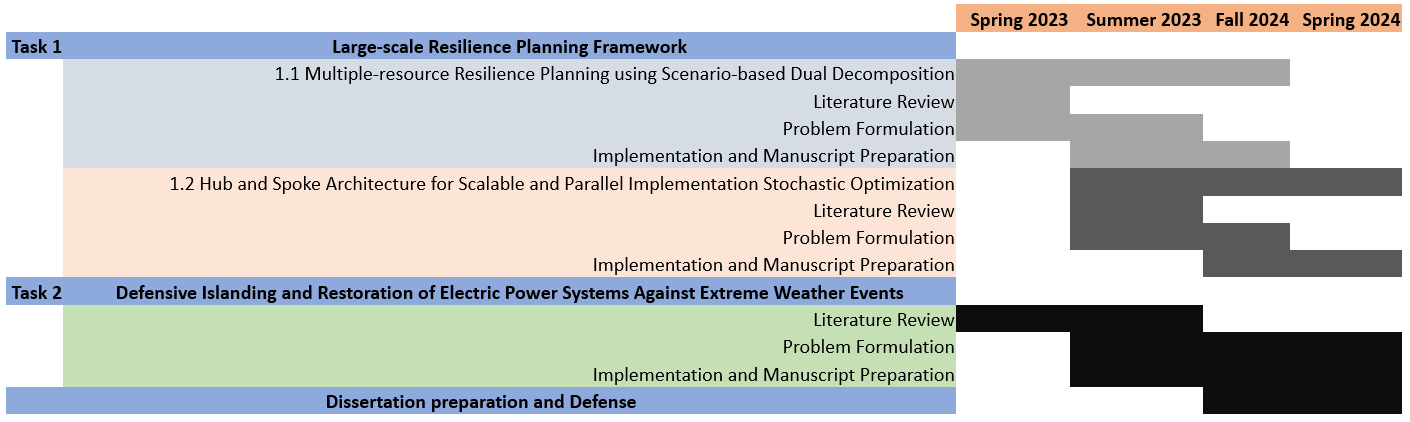 Spring 2023 Summer 2023 Fall 2024 Spring 2024
Task 1 Large-scale Resilience Planning Framework
1.1 Multiple-resource Resilience Planning using Scenario-based Dual Decomposition
Literature Review
Problem Formulation
Implementation and Manuscript Preparation
1.2 Hub and Spoke Architecture for Scalable and Parallel Implementation Stochastic Optimization
Literature Review
Problem Formulation
Implementation and Manuscript Preparation
Task 2 Defensive Islanding and Restoration of Electric Power Systems Against Extreme Weather Events
Literature Review
Problem Formulation
Implementation and Manuscript Preparation
Dissertation preparation and Defense